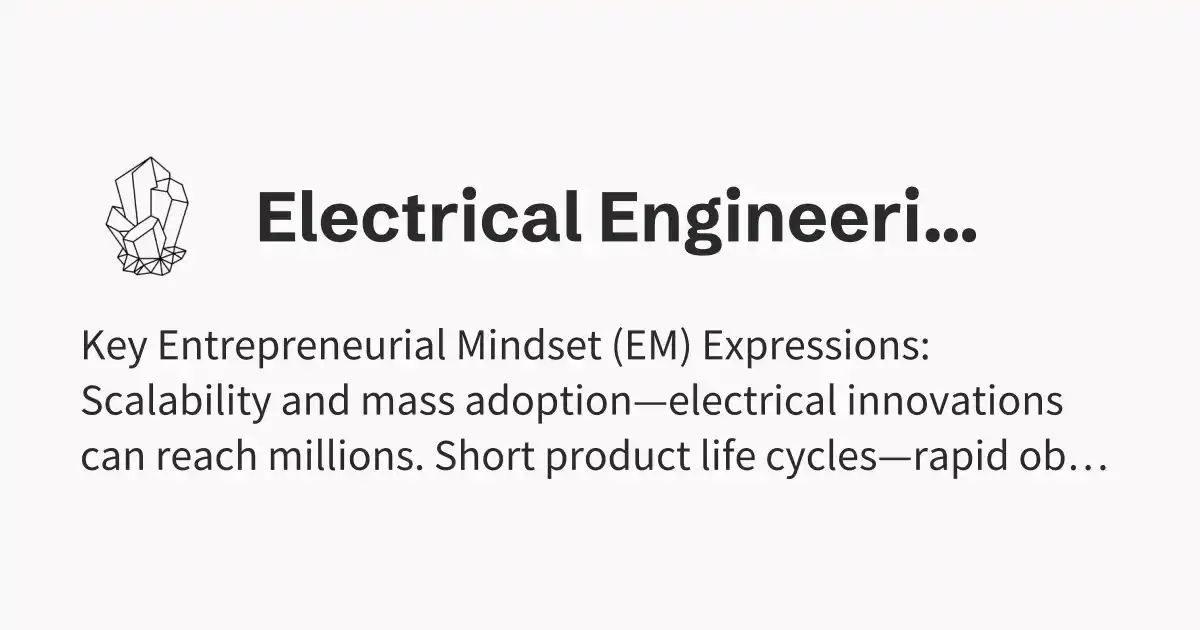 Electrical Engineeri...
Key Entrepreneurial Mindset (EM) Expressions:
Scalability and mass adoption—electrical innovations
can reach millions. Short product life cycles—rapid ob...